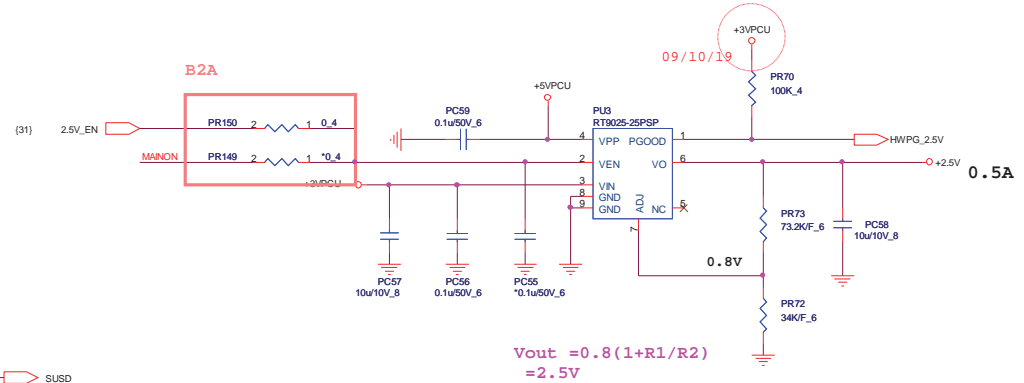 +3VPCU
09/10/19
B2A
PR70
100K_4
+5VPCU
PC59
0.1u/50V_6
PU3
RT9025-25PSP
{31}
2.5V_EN
PR150
2
1
0_4
4
VPP
PGOOD
1
HWPG_2.5V
MAINON
PR149
2
1
*0_4
2
VEN
VO
6
+2.5V
0.5A
+3VPCU
3
VIN
8
GND
9
GND
ADJ
NC
5
7
PR73
73.2K/F_6
PC58
10u/10V_8
0.8V
PC57
10u/10V_8
PC56
0.1u/50V_6
PC55
*0.1u/50V_6
PR72
34K/F_6
Vout =0.8(1+R1/R2)
=2.5V
SUSD